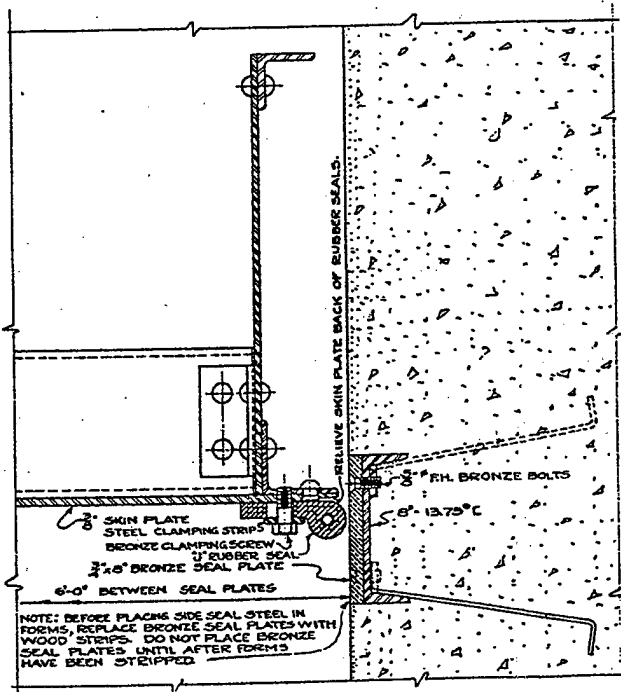 RELIEVE SKIN PLATE BACK OF RUBBER SEALS.
5/8" F.H. BRONZE BOLTS
8" - 13.75# C
3/8" SKIN PLATE
STEEL CLAMPING STRIPS
BRONZE CLAMPING SCREW
"J" RUBBER SEAL
3/4" x 8" BRONZE SEAL PLATE
6'-0" BETWEEN SEAL PLATES
NOTE: BEFORE PLACING SIDE SEAL STEEL IN
FORMS, REPLACE BRONZE SEAL PLATES WITH
WOOD STRIPS. DO NOT PLACE BRONZE
SEAL PLATES UNTIL AFTER FORMS
HAVE BEEN STRIPPED